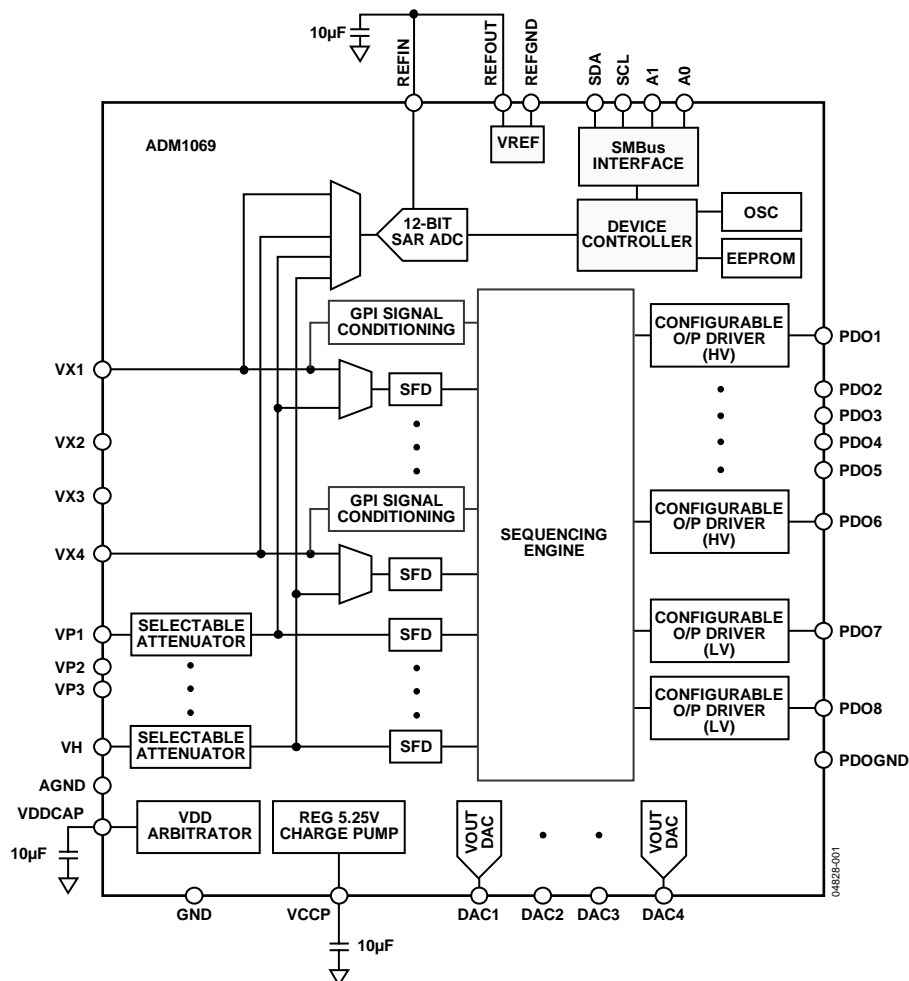 10µF
REFIN
REFOUT
REFGND
SDA
SCL
A1
A0
ADM1069
VREF
SMBus
INTERFACE
12-BIT
SAR ADC
DEVICE
CONTROLLER
OSC
EEPROM
GPI SIGNAL
CONDITIONING
CONFIGURABLE
O/P DRIVER
(HV)
PDO1
VX1
SFD
PDO2
PDO3
VX2
PDO4
PDO5
VX3
GPI SIGNAL
CONDITIONING
SEQUENCING
ENGINE
CONFIGURABLE
O/P DRIVER
(HV)
PDO6
VX4
SFD
VP1
SELECTABLE
ATTENUATOR
SFD
CONFIGURABLE
O/P DRIVER
(LV)
PDO7
VP2
VP3
CONFIGURABLE
O/P DRIVER
(LV)
PDO8
VH
SELECTABLE
ATTENUATOR
SFD
PDOGND
AGND
VDDCAP
VDD
ARBITRATOR
REG 5.25V
CHARGE PUMP
VOUT
DAC
VOUT
DAC
10µF
04828-001
GND
VCCP
DAC1
DAC2
DAC3
DAC4
10µF